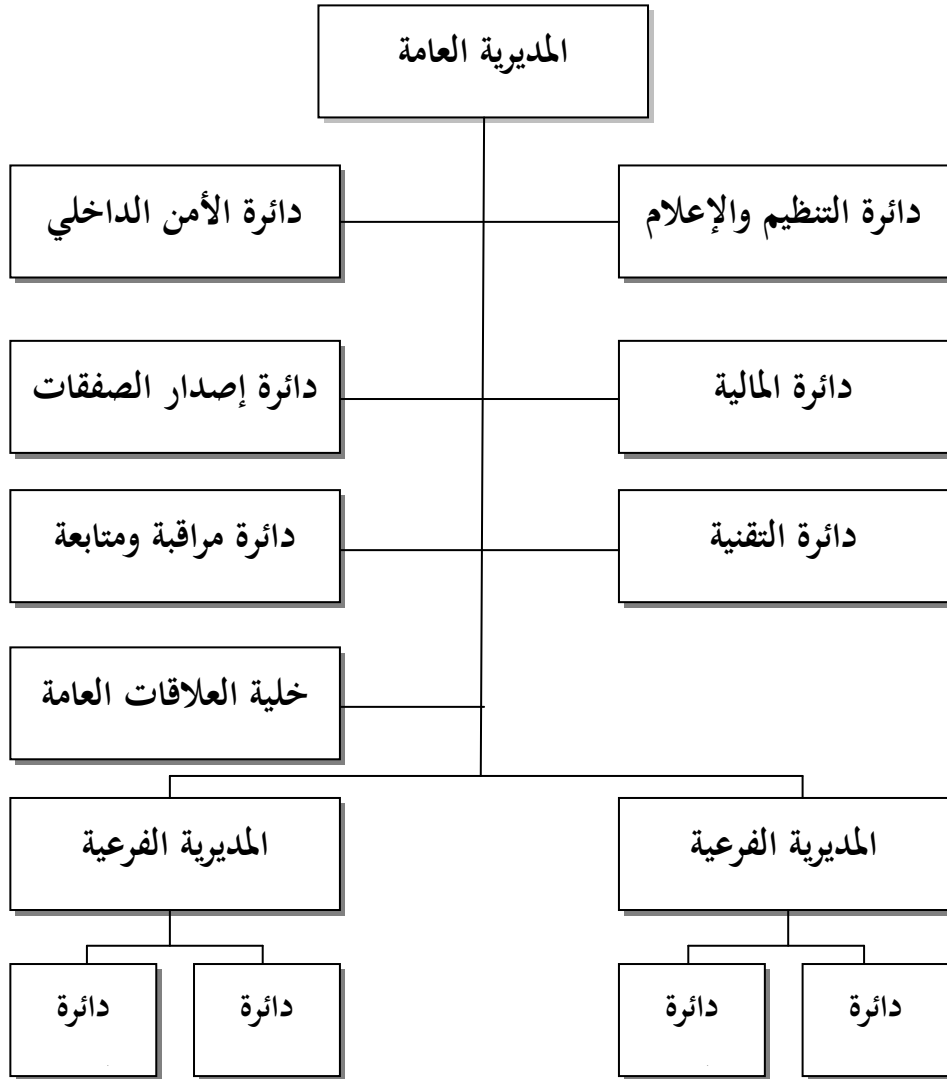 المديرية العامة
دائرة التنظيم والإعلام
دائرة الأمن الداخلي
دائرة المالية
دائرة إصدار الصفقات
دائرة التقنية
دائرة مراقبة ومتابعة
خلية العلاقات العامة
المديرية الفرعية
المديرية الفرعية
دائرة
دائرة
دائرة
دائرة